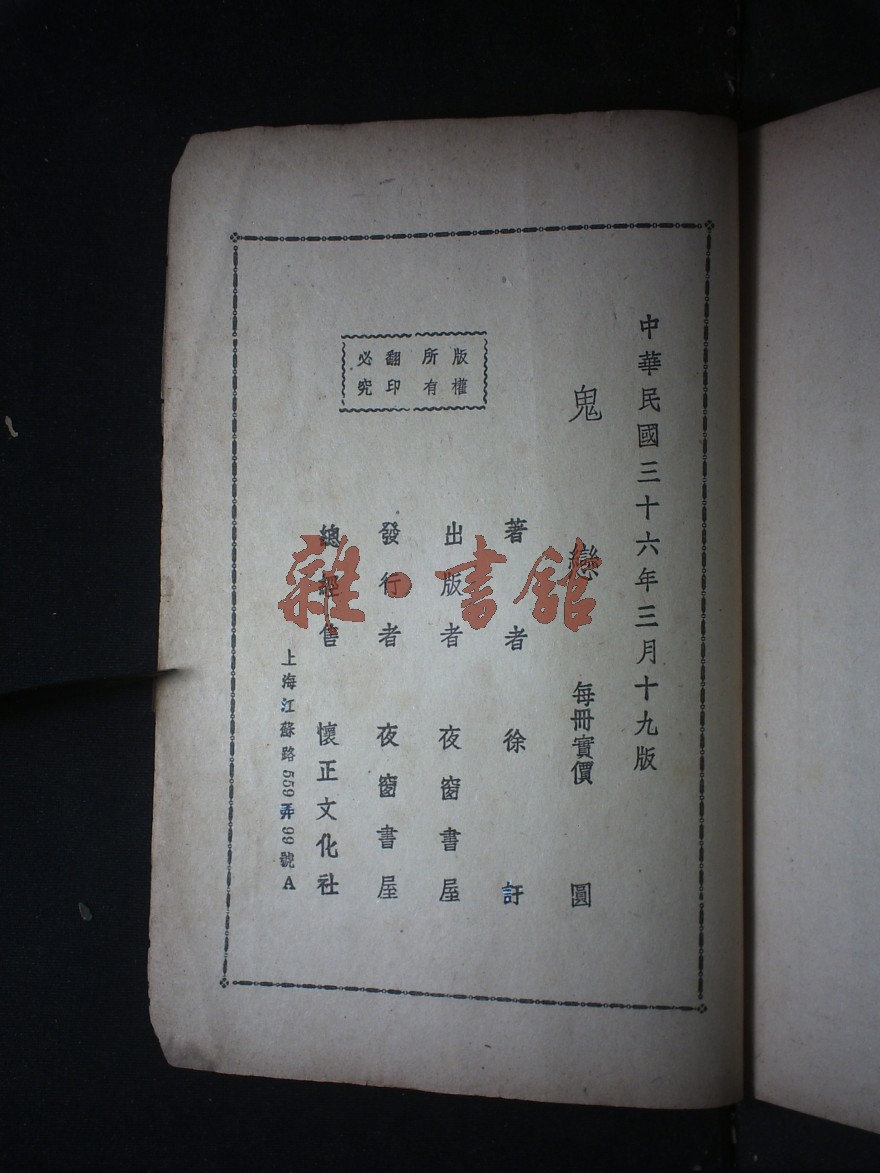 中華民國三十六年三月十九版
鬼戀 每冊實價 圓
著者 徐訏
出版者 夜窗書屋
發行者 夜窗書屋
總經售 懷正文化社
上海江蘇路559弄99號A
版權
所有
翻印
必究
雜·書館